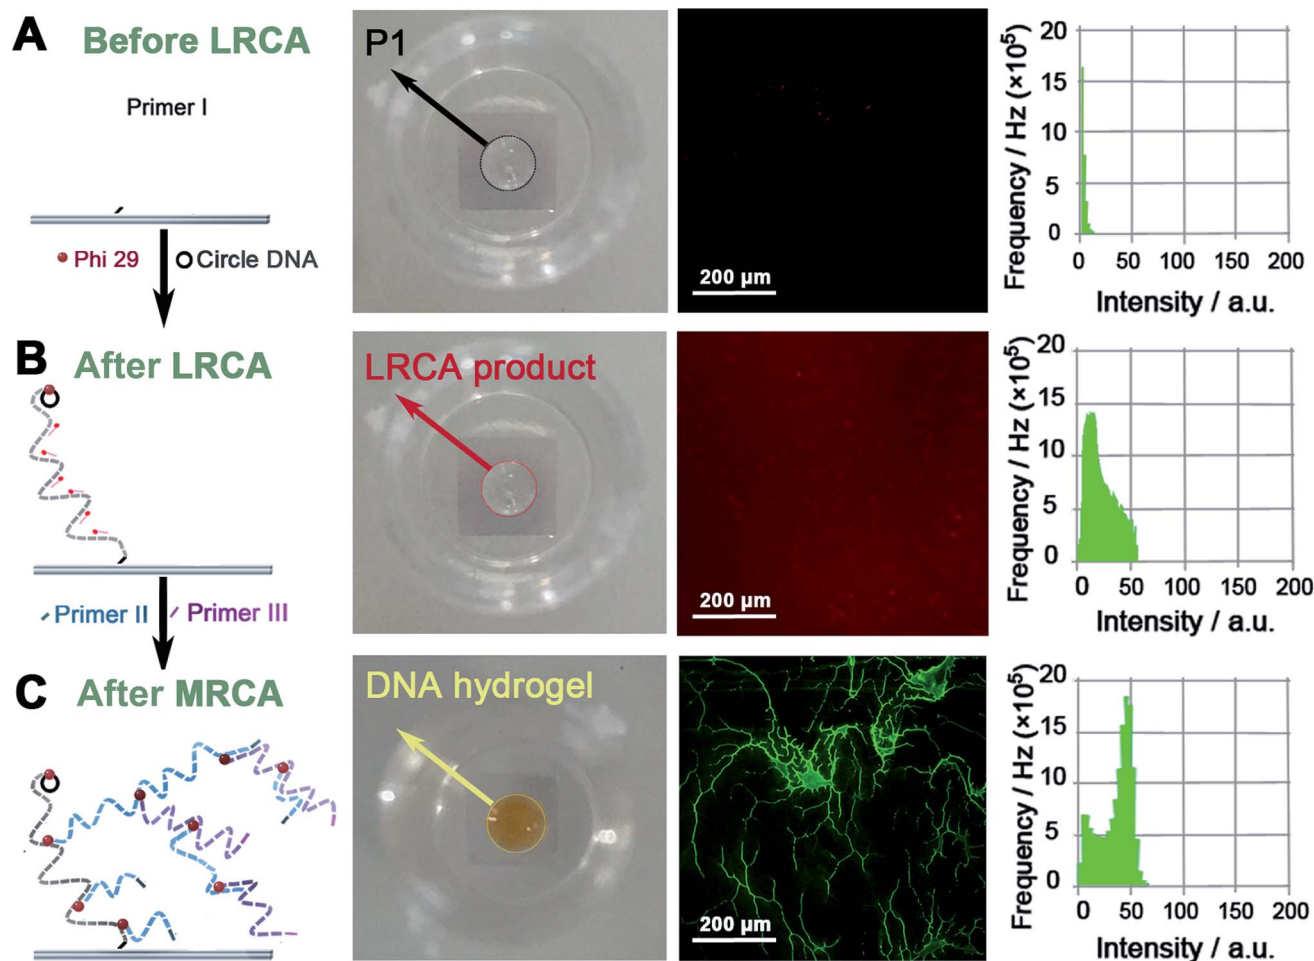 A
Before LRCA
Primer I
Phi 29
Circle DNA
P1
200 µm
Frequency / Hz (×10⁵)
20
15
10
5
0
0 50 100 150 200
Intensity / a.u.
B
After LRCA
Primer II
Primer III
LRCA product
200 µm
Frequency / Hz (×10⁵)
20
15
10
5
0
0 50 100 150 200
Intensity / a.u.
C
After MRCA
DNA hydrogel
200 µm
Frequency / Hz (×10⁵)
20
15
10
5
0
0 50 100 150 200
Intensity / a.u.